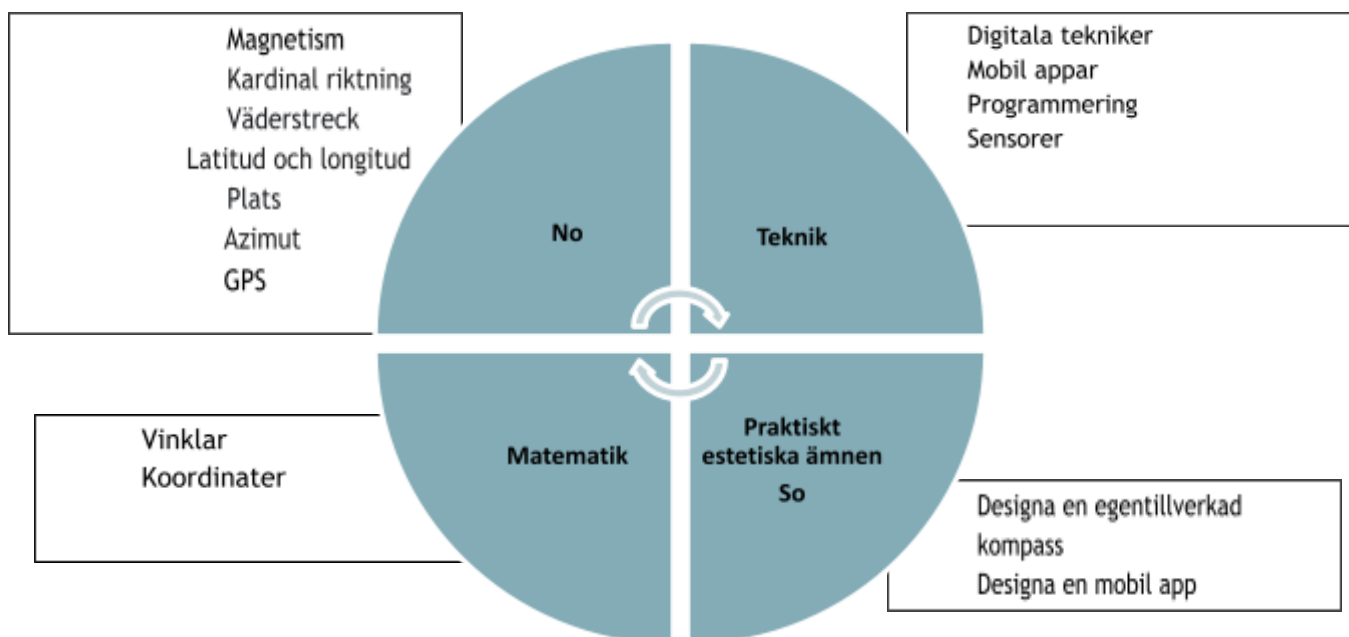 Magnetism
Kardinal riktning
Väderstreck
Latitud och longitud
Plats
Azimut
GPS
Digitala tekniker
Mobil appar
Programmering
Sensorer
No
Teknik
Matematik
Praktiskt
estetiska ämnen
So
Vinklar
Koordinater
Designa en egentillverkad
kompass
Designa en mobil app